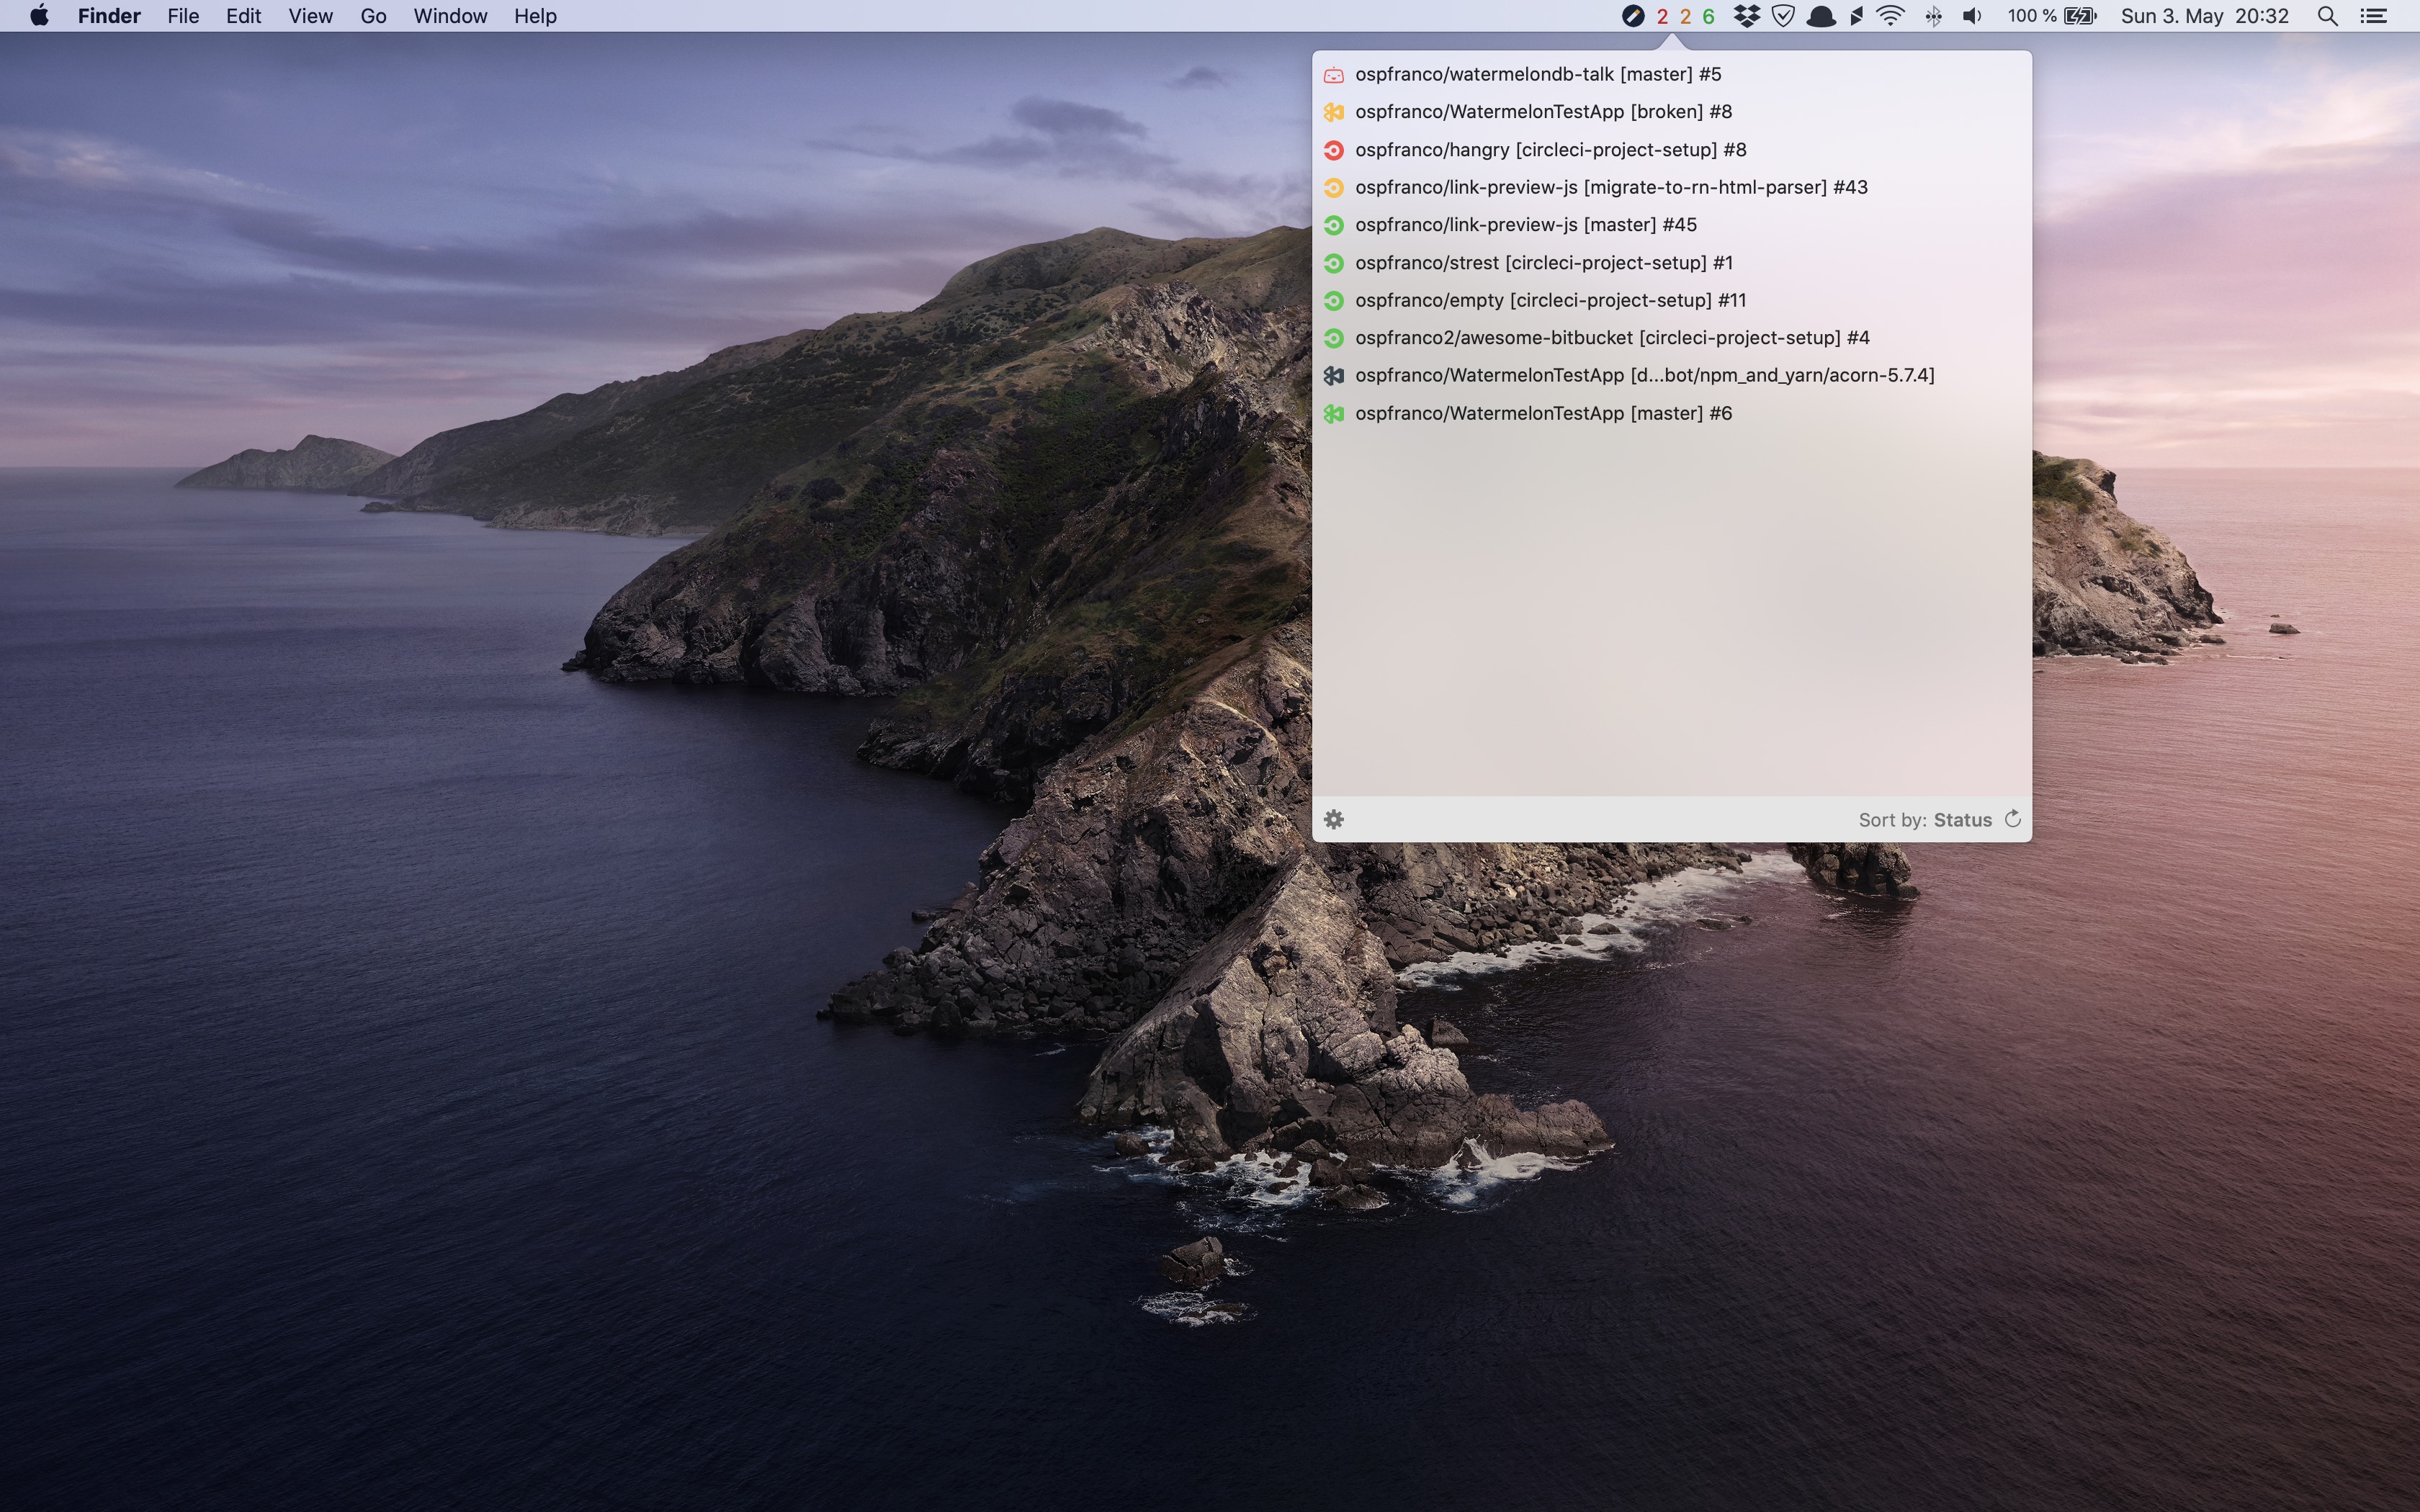 Finder File Edit View Go Window Help 2 2 6 100 % Sun 3. May 20:32
ospfranco/watermelondb-talk [master] #5
ospfranco/WatermelonTestApp [broken] #8
ospfranco/hangry [circleci-project-setup] #8
ospfranco/link-preview-js [migrate-to-rn-html-parser] #43
ospfranco/link-preview-js [master] #45
ospfranco/strest [circleci-project-setup] #1
ospfranco/empty [circleci-project-setup] #11
ospfranco2/awesome-bitbucket [circleci-project-setup] #4
ospfranco/WatermelonTestApp [d...bot/npm_and_yarn/acorn-5.7.4]
ospfranco/WatermelonTestApp [master] #6
Sort by: Status